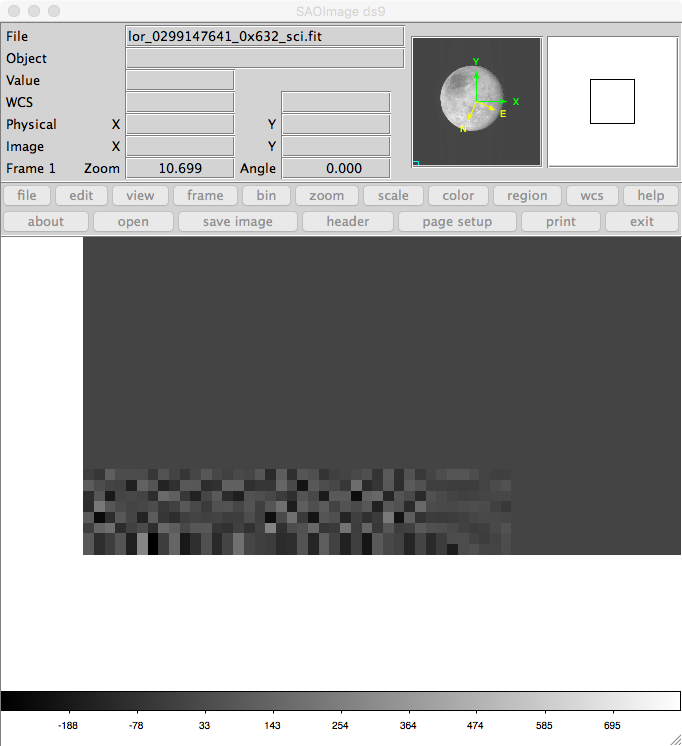 SAOImage ds9
File lor_0299147641_0x632_sci.fit
Object
Value
WCS
Physical X Y
Image X Y
Frame 1 Zoom 10.699 Angle 0.000
Y
X
E
N
file edit view frame bin zoom scale color region wcs help
about open save image header page setup print exit
-188 -78 33 143 254 364 474 585 695